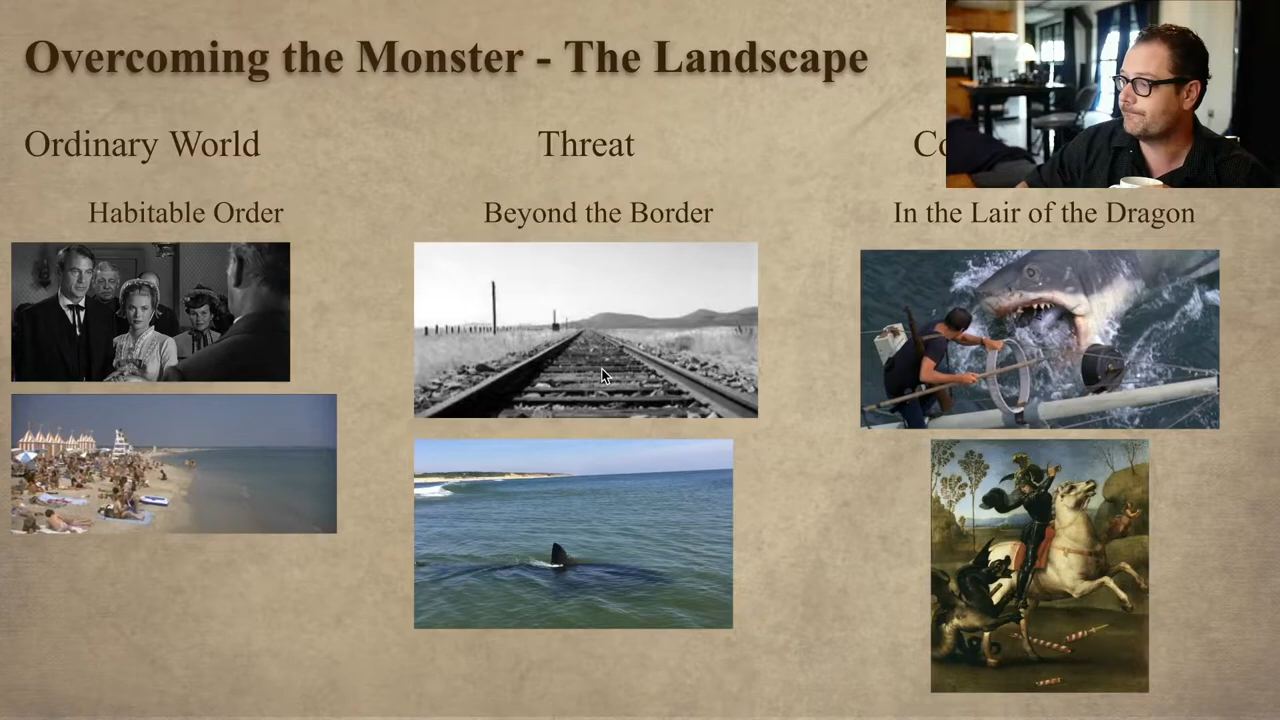 Overcoming the Monster - The Landscape
Ordinary World
Threat
Habitable Order
Beyond the Border
In the Lair of the Dragon